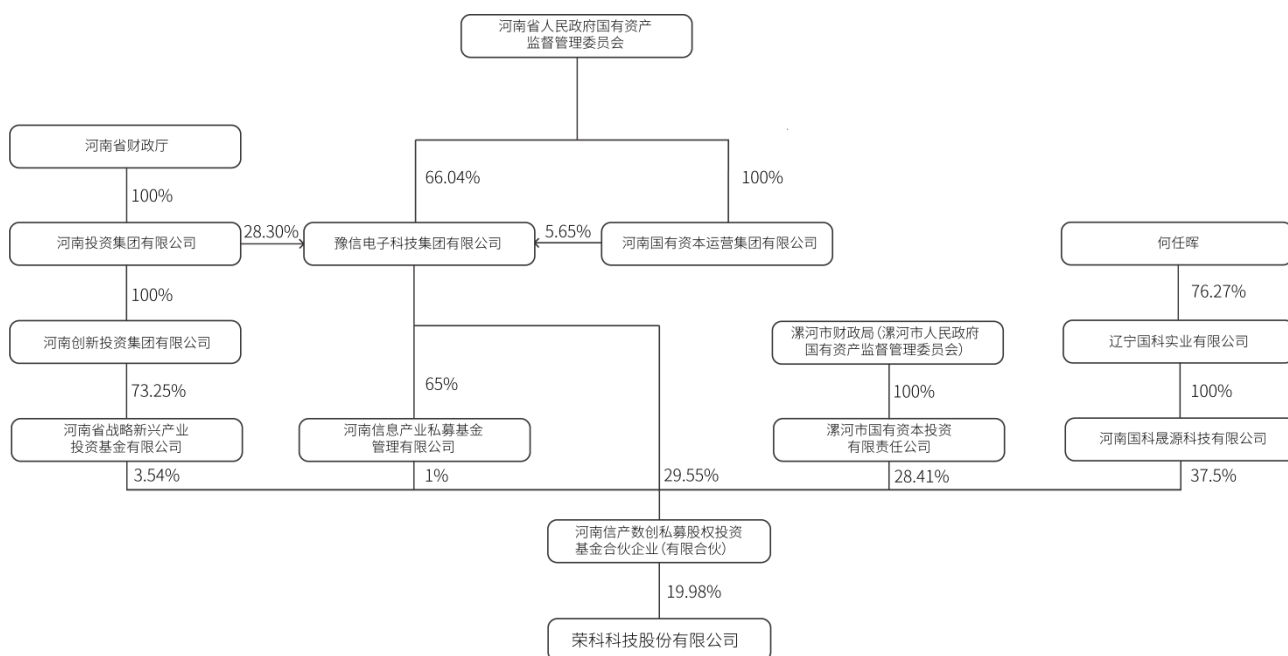 河南省人民政府国有资产
监督管理委员会
河南省财政厅
100%
66.04%
100%
河南投资集团有限公司
28.30%
豫信电子科技集团有限公司
5.65%
河南国有资本运营集团有限公司
何任晖
100%
76.27%
河南创新投资集团有限公司
漯河市财政局(漯河市人民政府
国有资产监督管理委员会)
辽宁国科实业有限公司
73.25%
65%
100%
100%
河南省战略新兴产业
投资基金有限公司
河南信息产业私募基金
管理有限公司
漯河市国有资本投资
有限责任公司
河南国科晟源科技有限公司
3.54%
1%
29.55%
28.41%
37.5%
河南信产数创私募股权投资
基金合伙企业(有限合伙)
19.98%
荣科科技股份有限公司